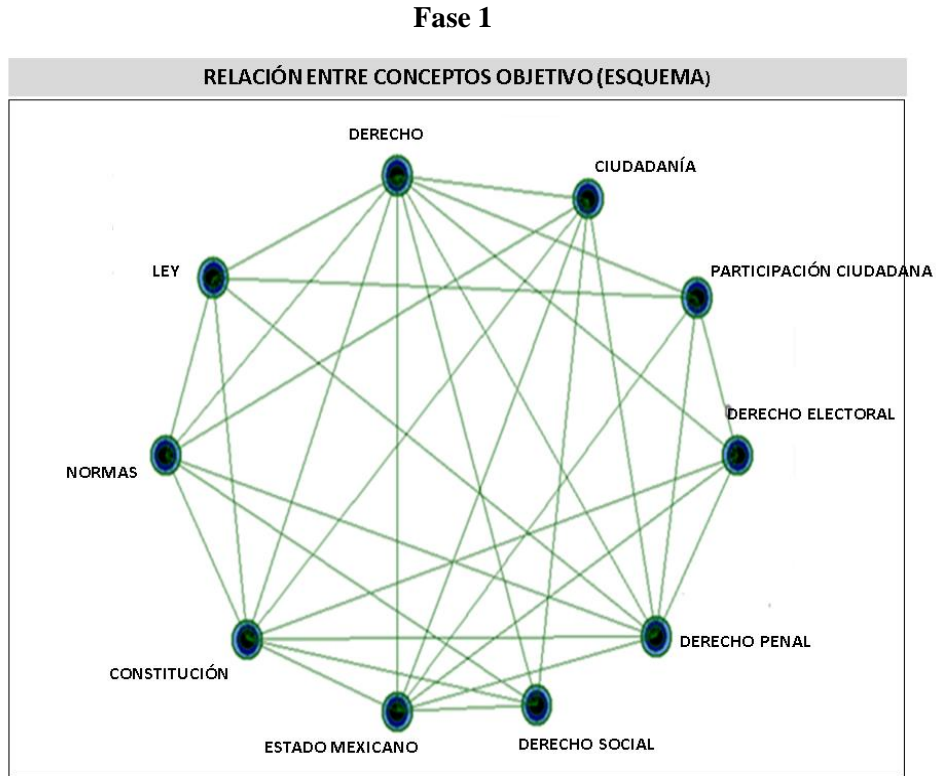 Fase 1
RELACIÓN ENTRE CONCEPTOS OBJETIVO (ESQUEMA)
DERECHO
CIUDADANÍA
LEY
PARTICIPACIÓN CIUDADANA
DERECHO ELECTORAL
NORMAS
DERECHO PENAL
CONSTITUCIÓN
ESTADO MEXICANO
DERECHO SOCIAL